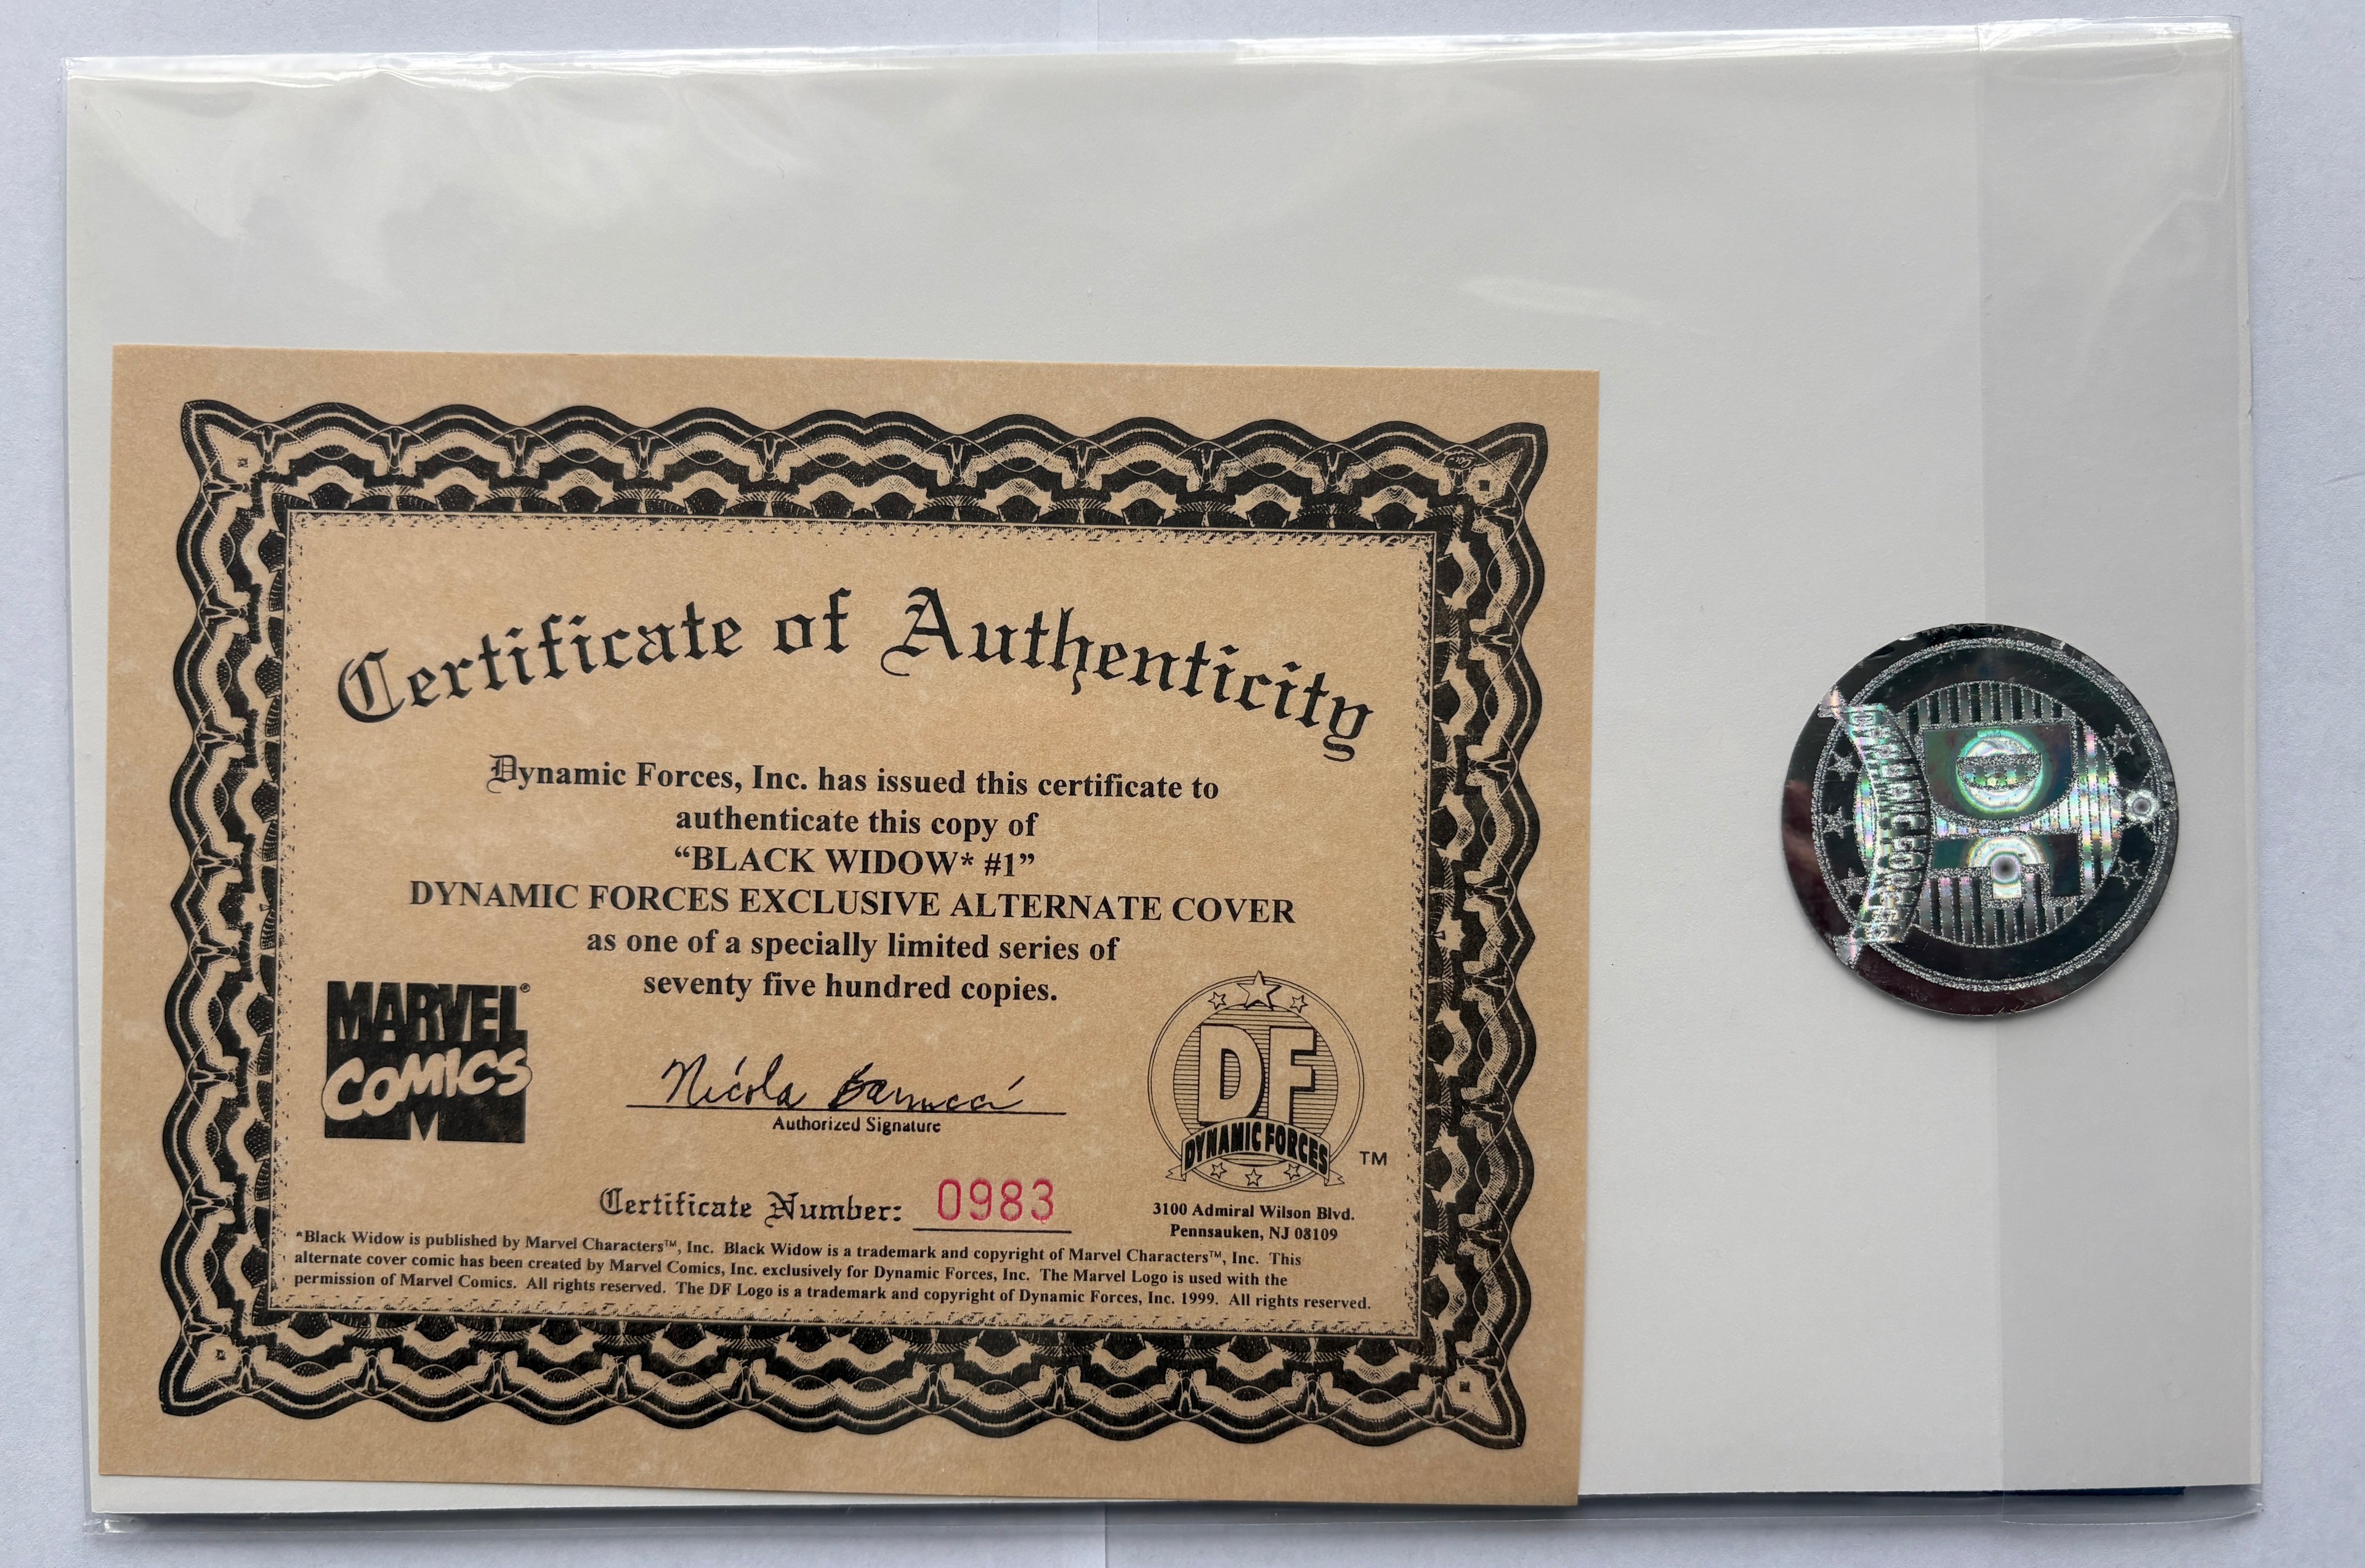 Certificate of Authenticity
Dynamic Forces, Inc. has issued this certificate to
authenticate this copy of
“BLACK WIDOW* #1”
DYNAMIC FORCES EXCLUSIVE ALTERNATE COVER
as one of a specially limited series of
seventy five hundred copies.
MARVEL®
COMICS
Nicola Barrucci
Authorized Signature
DF
DYNAMIC FORCES
TM
Certificate Number: 0983
3100 Admiral Wilson Blvd.
Pennsauken, NJ 08109
*Black Widow is published by Marvel Characters™, Inc. Black Widow is a trademark and copyright of Marvel Characters™, Inc. This
alternate cover comic has been created by Marvel Comics, Inc. exclusively for Dynamic Forces, Inc. The Marvel Logo is used with the
permission of Marvel Comics. All rights reserved. The DF Logo is a trademark and copyright of Dynamic Forces, Inc. 1999. All rights reserved.
DF
DYNAMIC FORCES